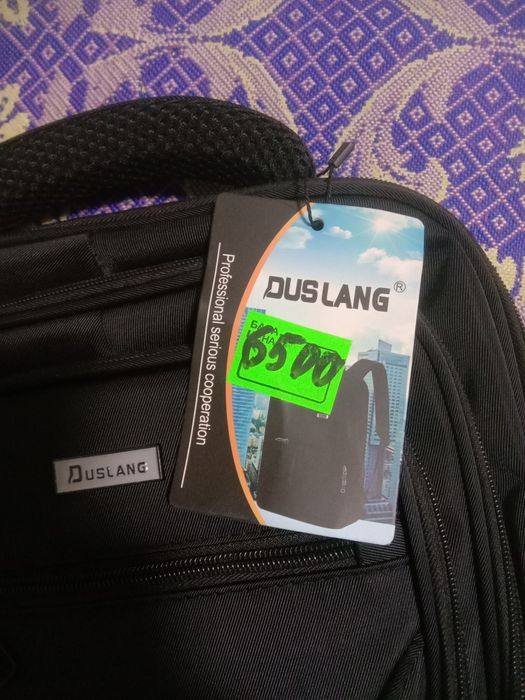 DUSLANG®
Professional serious cooperation
6500
DUSLANG